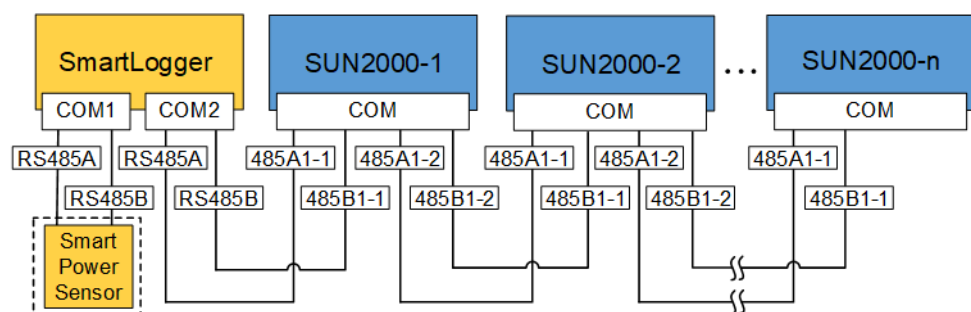 SmartLogger
SUN2000-1
SUN2000-2
...
SUN2000-n
COM1
COM2
COM
COM
COM
RS485A
RS485A
485A1-1
485A1-2
485A1-1
485A1-2
485A1-1
RS485B
RS485B
485B1-1
485B1-2
485B1-1
485B1-2
485B1-1
Smart
Power
Sensor